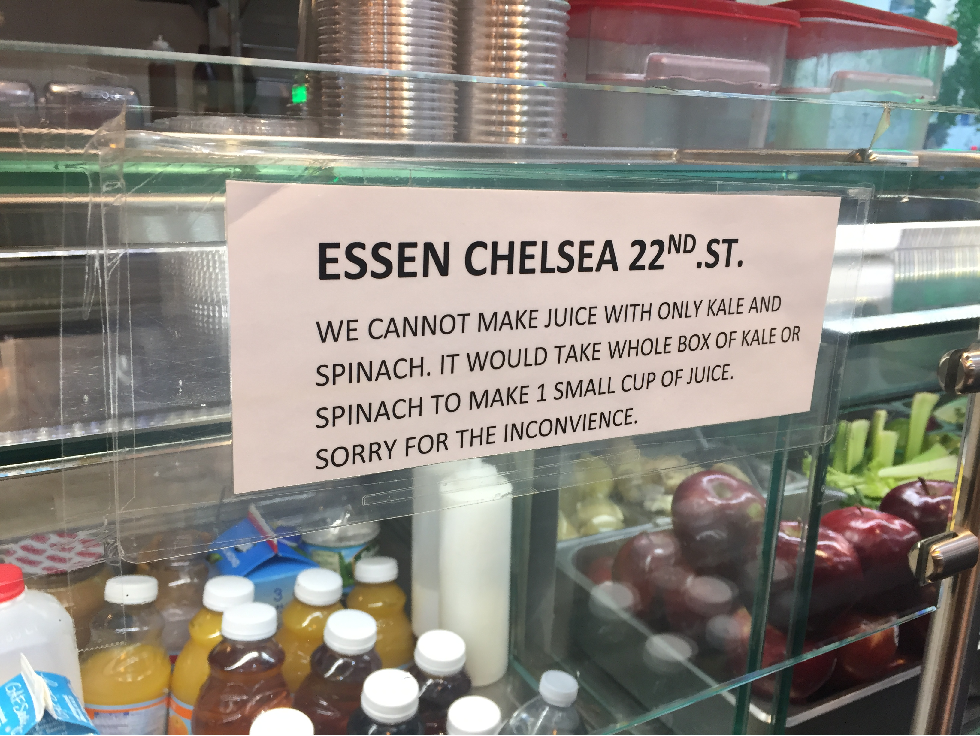 ESSEN CHELSEA 22ND.ST.
WE CANNOT MAKE JUICE WITH ONLY KALE AND
SPINACH. IT WOULD TAKE WHOLE BOX OF KALE OR
SPINACH TO MAKE 1 SMALL CUP OF JUICE.
SORRY FOR THE INCONVIENCE.